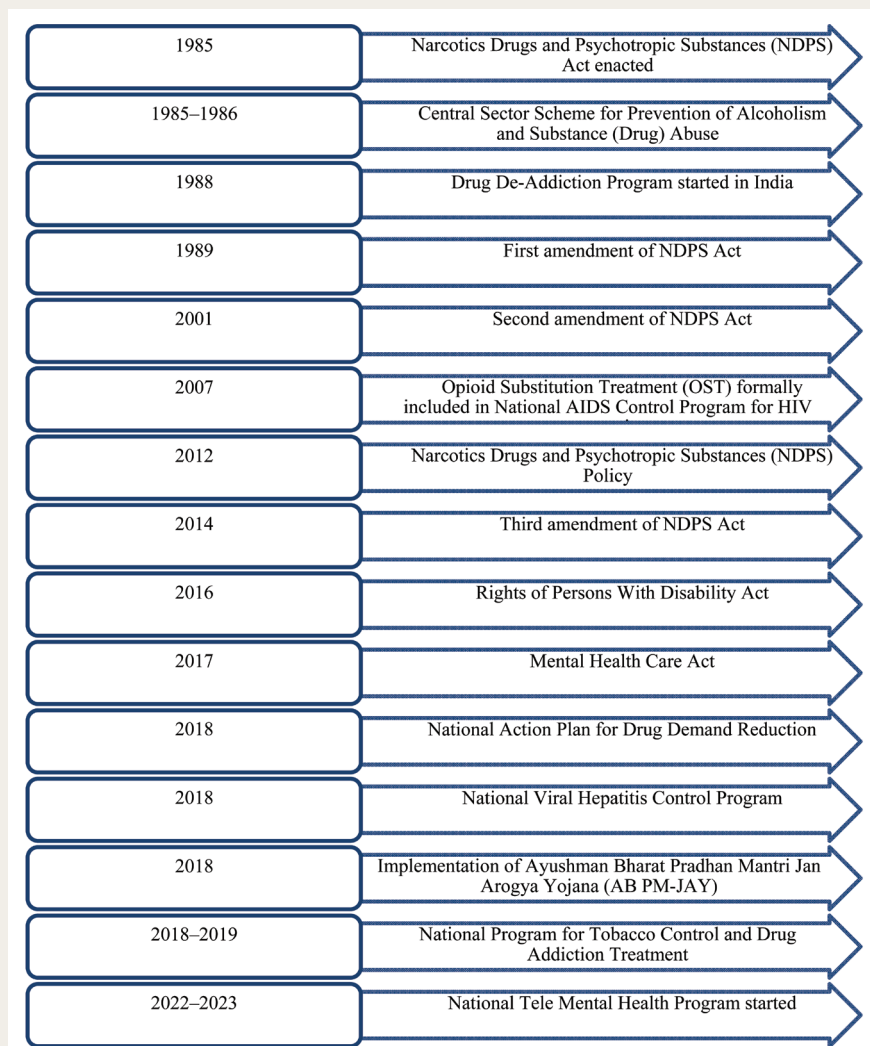 1985
Narcotics Drugs and Psychotropic Substances (NDPS)
Act enacted
1985–1986
Central Sector Scheme for Prevention of Alcoholism
and Substance (Drug) Abuse
1988
Drug De-Addiction Program started in India
1989
First amendment of NDPS Act
2001
Second amendment of NDPS Act
2007
Opioid Substitution Treatment (OST) formally
included in National AIDS Control Program for HIV
2012
Narcotics Drugs and Psychotropic Substances (NDPS)
Policy
2014
Third amendment of NDPS Act
2016
Rights of Persons With Disability Act
2017
Mental Health Care Act
2018
National Action Plan for Drug Demand Reduction
2018
National Viral Hepatitis Control Program
2018
Implementation of Ayushman Bharat Pradhan Mantri Jan
Arogya Yojana (AB PM-JAY)
2018–2019
National Program for Tobacco Control and Drug
Addiction Treatment
2022–2023
National Tele Mental Health Program started